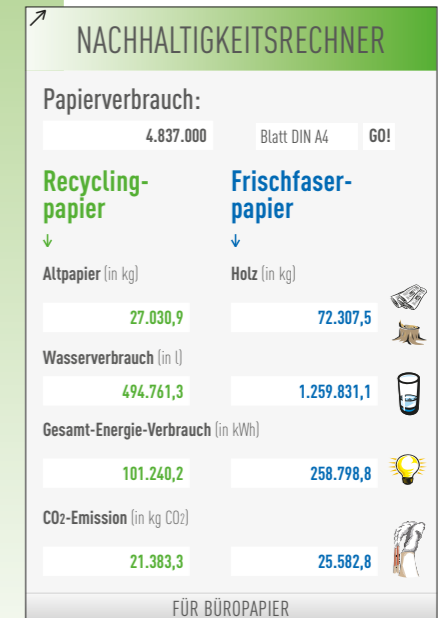 NACHHALTIGKEITSRECHNER
Papierverbrauch:
4.837.000 Blatt DIN A4 GO!
Recycling-
papier
Frischfaser-
papier
Altpapier (in kg) Holz (in kg)
27.030,9 72.307,5
Wasserverbrauch (in l)
494.761,3 1.259.831,1
Gesamt-Energie-Verbrauch (in kWh)
101.240,2 258.798,8
CO2-Emission (in kg CO2)
21.383,3 25.582,8
FÜR BÜROPAPIER